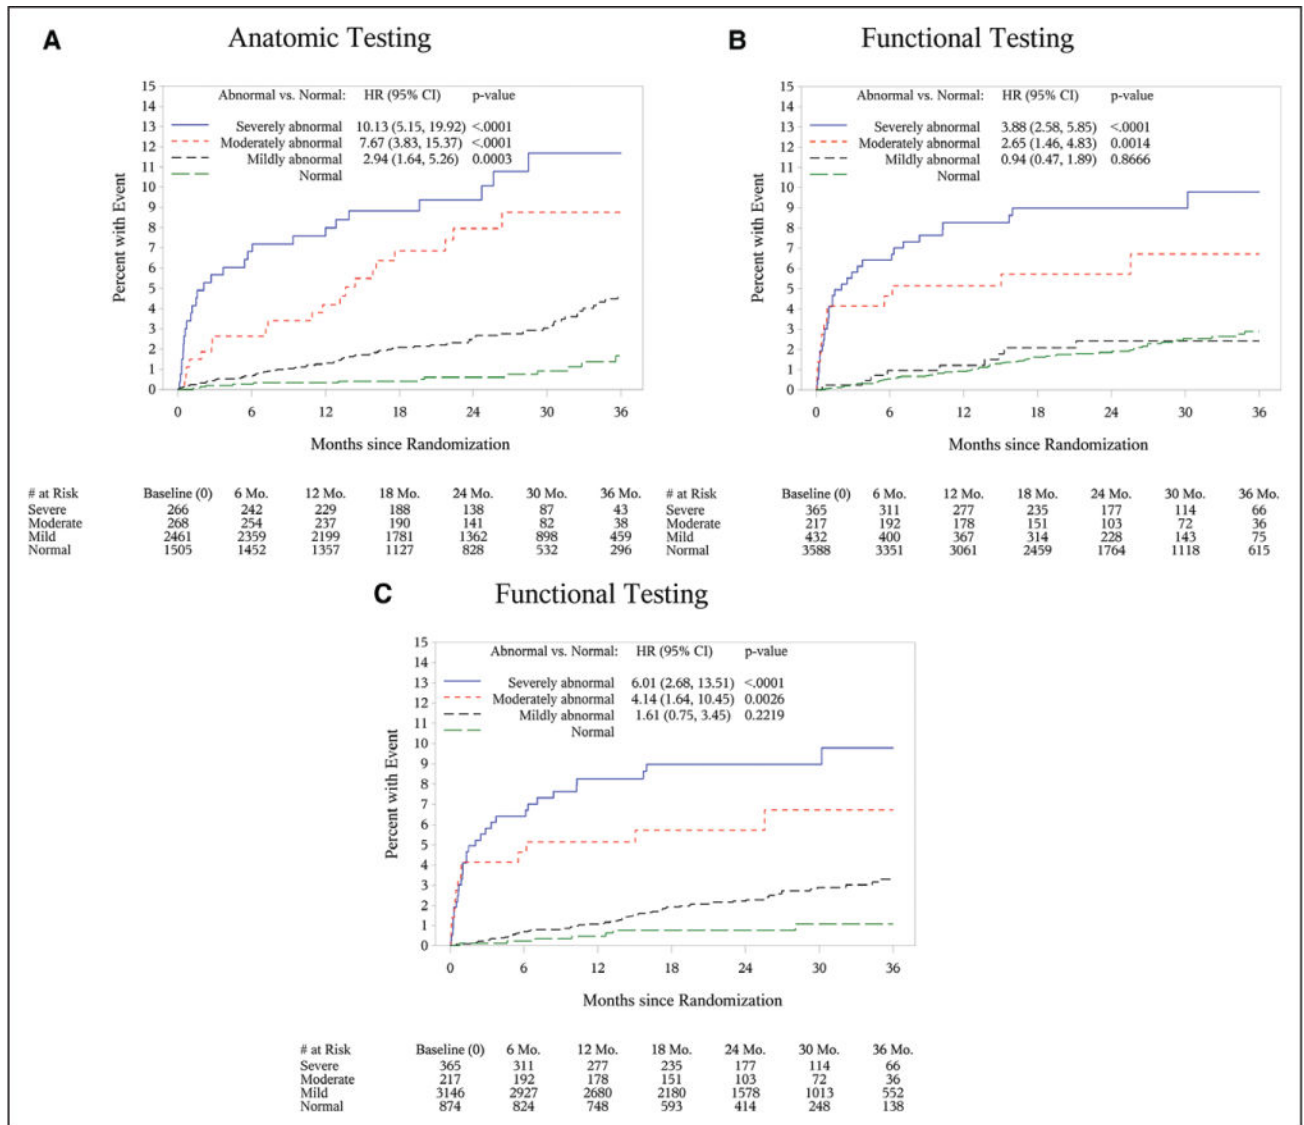 A Anatomic Testing
15
14
13
12
11
10
9
8
7
6
5
4
3
2
1
0
Percent with Event
Abnormal vs. Normal: HR (95% CI) p-value
Severely abnormal 10.13 (5.15, 19.92) <.0001
Moderately abnormal 7.67 (3.83, 15.37) <.0001
Mildly abnormal 2.94 (1.64, 5.26) 0.0003
Normal
0 6 12 18 24 30 36
Months since Randomization
# at Risk Baseline (0) 6 Mo. 12 Mo. 18 Mo. 24 Mo. 30 Mo. 36 Mo.
Severe 266 242 229 188 138 87 43
Moderate 268 254 237 190 141 82 38
Mild 2461 2359 2199 1781 1362 898 459
Normal 1505 1452 1357 1127 828 532 296
B Functional Testing
15
14
13
12
11
10
9
8
7
6
5
4
3
2
1
0
Percent with Event
Abnormal vs. Normal: HR (95% CI) p-value
Severely abnormal 3.88 (2.58, 5.85) <.0001
Moderately abnormal 2.65 (1.46, 4.83) 0.0014
Mildly abnormal 0.94 (0.47, 1.89) 0.8666
Normal
0 6 12 18 24 30 36
Months since Randomization
# at Risk Baseline (0) 6 Mo. 12 Mo. 18 Mo. 24 Mo. 30 Mo. 36 Mo.
Severe 365 311 277 235 177 114 66
Moderate 217 192 178 151 103 72 36
Mild 432 400 367 314 228 143 75
Normal 3588 3351 3061 2459 1764 1118 615
C Functional Testing
15
14
13
12
11
10
9
8
7
6
5
4
3
2
1
0
Percent with Event
Abnormal vs. Normal: HR (95% CI) p-value
Severely abnormal 6.01 (2.68, 13.51) <.0001
Moderately abnormal 4.14 (1.64, 10.45) 0.0026
Mildly abnormal 1.61 (0.75, 3.45) 0.2219
Normal
0 6 12 18 24 30 36
Months since Randomization
# at Risk Baseline (0) 6 Mo. 12 Mo. 18 Mo. 24 Mo. 30 Mo. 36 Mo.
Severe 365 311 277 235 177 114 66
Moderate 217 192 178 151 103 72 36
Mild 3146 2927 2680 2180 1578 1013 552
Normal 874 824 748 593 414 248 138